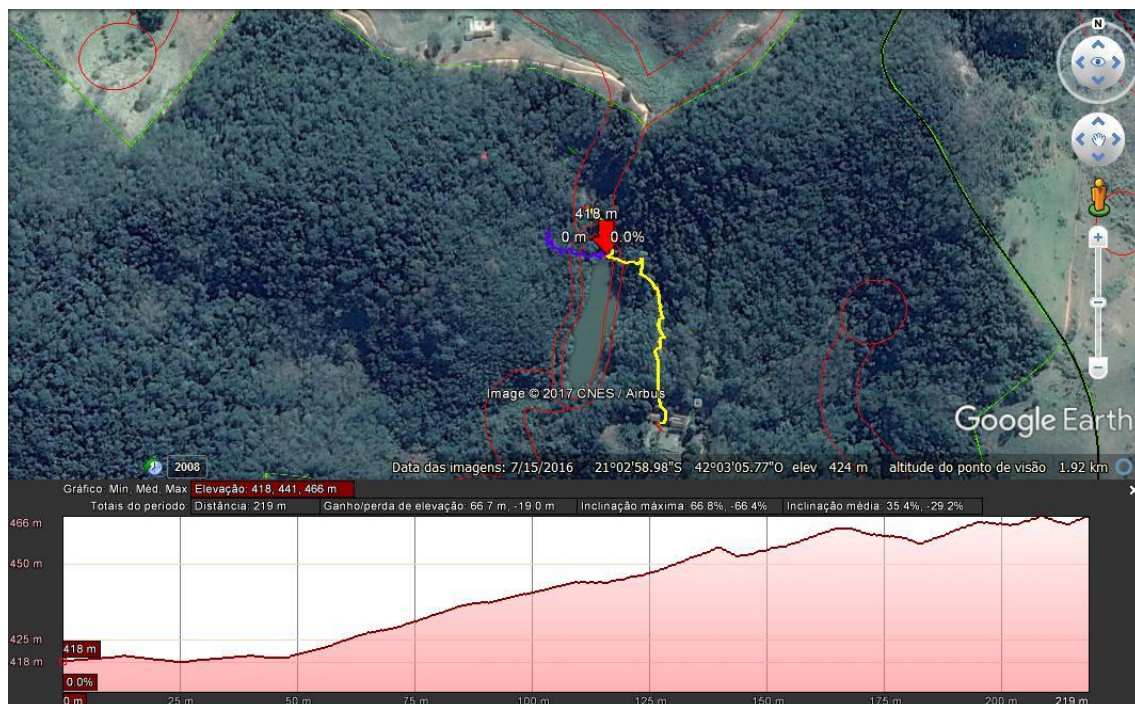 N
418 m
0 m 0.0%
Image © 2017 CNES / Airbus
Google Earth
2008
Data das imagens: 7/15/2016 21°02'58.98"S 42°03'05.77"O elev 424 m altitude do ponto de visão 1.92 km
Gráfico: Mín, Méd, Máx Elevação: 418, 441, 466 m
Totais do período: Distância: 219 m Ganho/perda de elevação: 66.7 m, -19.0 m Inclinação máxima: 66.8%, -66.4% Inclinação média: 35.4%, -29.2%
466 m
450 m
425 m
418 m
418 m
0.0%
0 m 25 m 50 m 75 m 100 m 125 m 150 m 175 m 200 m 219 m